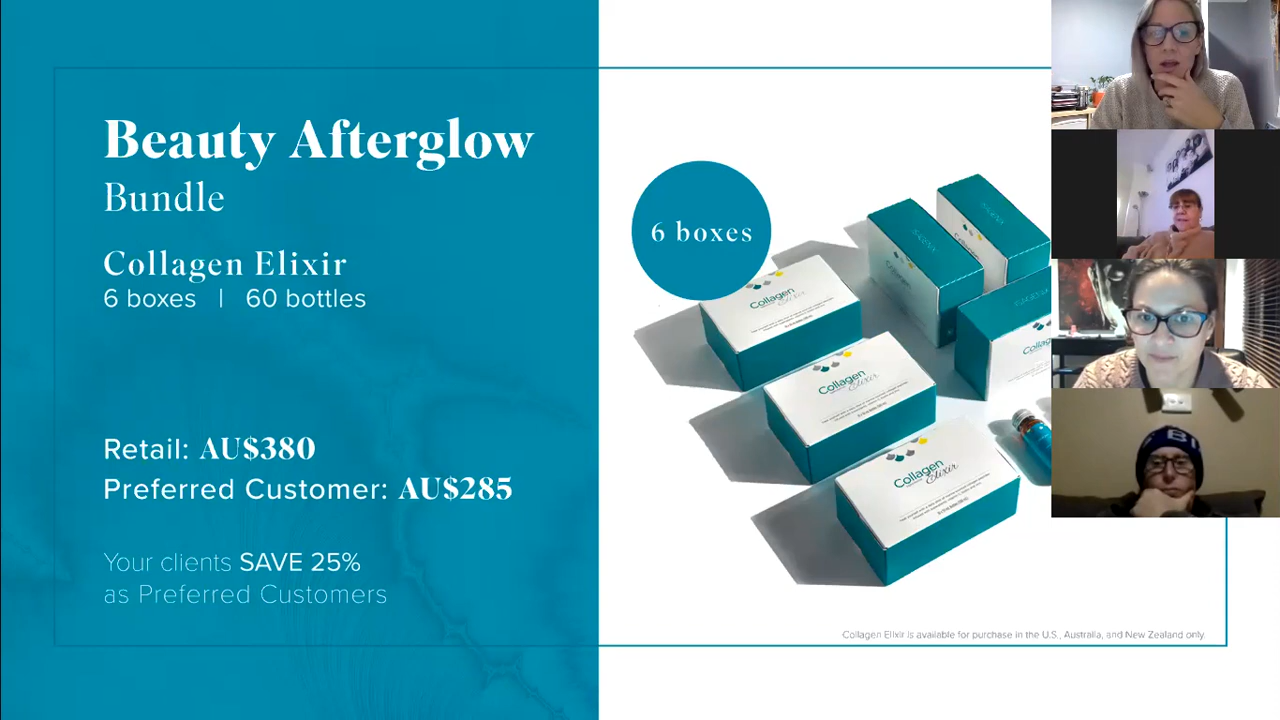 Beauty Afterglow
Bundle
Collagen Elixir
6 boxes | 60 bottles
Retail: AU$380
Preferred Customer: AU$285
Your clients SAVE 25%
as Preferred Customers
6 boxes
Collagen
Elixir
Collagen
Elixir
Collagen
Elixir
Collagen Elixir is available for purchase in the U.S., Australia, and New Zealand only.